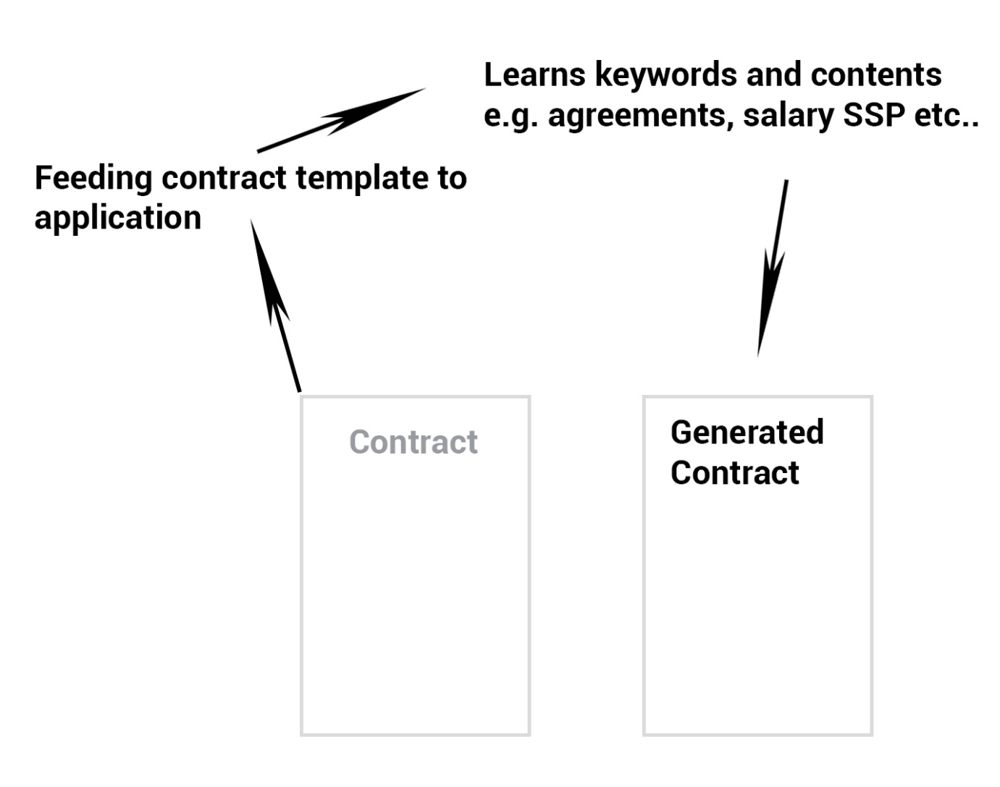 Learns keywords and contents
e.g. agreements, salary SSP etc..
Feeding contract template to
application
Contract
Generated
Contract